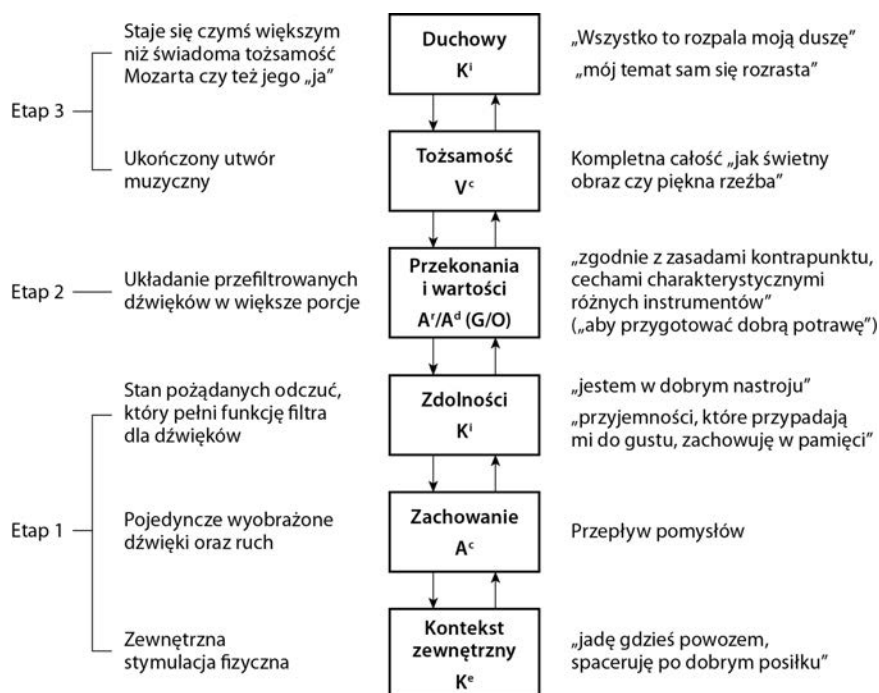 Staje się czymś większym
niż świadoma tożsamość
Mozarta czy też jego „ja”
Duchowy
Kⁱ
„Wszystko to rozpala moją duszę”
„mój temat sam się rozrasta”
Etap 3
Ukończony utwór
muzyczny
Tożsamość
Vᶜ
Kompletna całość „jak świetny
obraz czy piękna rzeźba”
Etap 2
Układanie przefiltrowanych
dźwięków w większe porcje
Przekonania
i wartości
Aʳ/Aᵈ (G/O)
„zgodnie z zasadami kontrapunktu,
cechami charakterystycznymi
różnych instrumentów”
(„aby przygotować dobrą potrawę”)
Stan pożądanych odczuć,
który pełni funkcję filtra
dla dźwięków
Zdolności
Kⁱ
„jestem w dobrym nastroju”
„przyjemności, które przypadają
mi do gustu, zachowuję w pamięci”
Etap 1
Pojedyncze wyobrażone
dźwięki oraz ruch
Zachowanie
Aᶜ
Przepływ pomysłów
Zewnętrzna
stymulacja fizyczna
Kontekst
zewnętrzny
Kᵉ
„jadę gdzieś powozem,
spaceruję po dobrym posiłku”